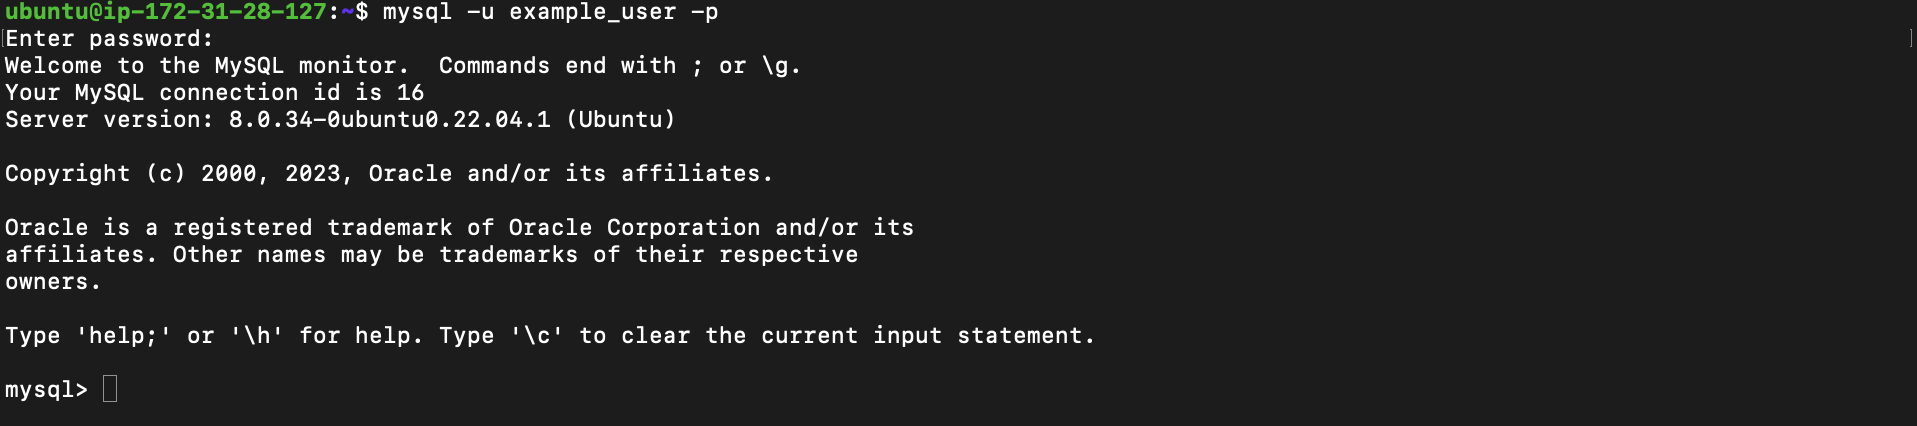 ubuntu@ip-172-31-28-127:~$ mysql -u example_user -p
Enter password:
Welcome to the MySQL monitor.  Commands end with ; or \g.
Your MySQL connection id is 16
Server version: 8.0.34-0ubuntu0.22.04.1 (Ubuntu)
Copyright (c) 2000, 2023, Oracle and/or its affiliates.
Oracle is a registered trademark of Oracle Corporation and/or its
affiliates. Other names may be trademarks of their respective
owners.
Type 'help;' or '\h' for help. Type '\c' to clear the current input statement.
mysql>